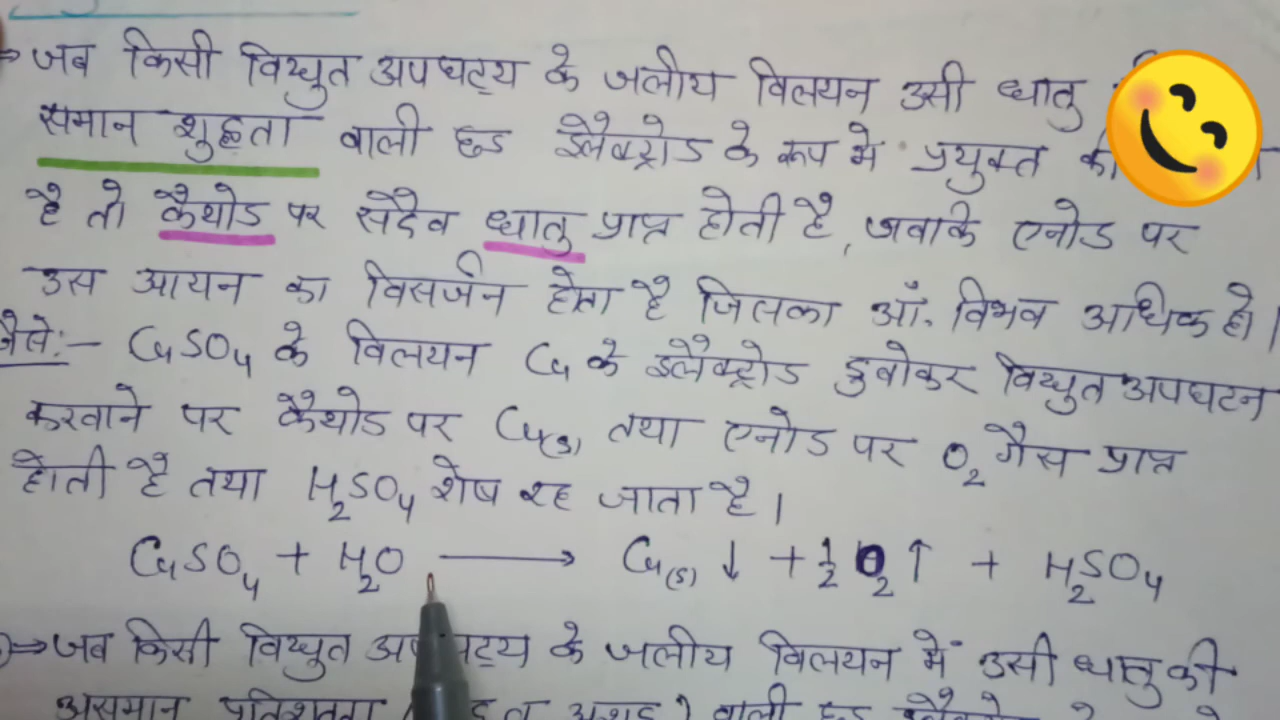 ⇒ जब किसी विद्युत अपघट्य के जलीय विलयन उसी धातु
समान शुद्धता वाली छड इलैक्ट्रोड के रूप मे प्रयुक्त
है तो कैथोड पर सदैव धातु प्राप्त होती है, जबकि एनोड पर
उस आयन का विसर्जन होता है जिसका ऑ. विभव अधिक हो।
जैसे:- CuSO4 के विलयन Cu के इलैक्ट्रोड डुबोकर विद्युत अपघटन
करवाने पर कैथोड पर Cu(s) तथा एनोड पर O2 गैस प्राप्त
होती है तथा H2SO4 शेष रह जाता है।
CuSO4 + H2O ⟶ Cu(s) ↓ + 1/2 O2 ↑ + H2SO4
⇒ जब किसी विद्युत अपघट्य के जलीय विलयन में उसी धातु की
असमान वाली छड